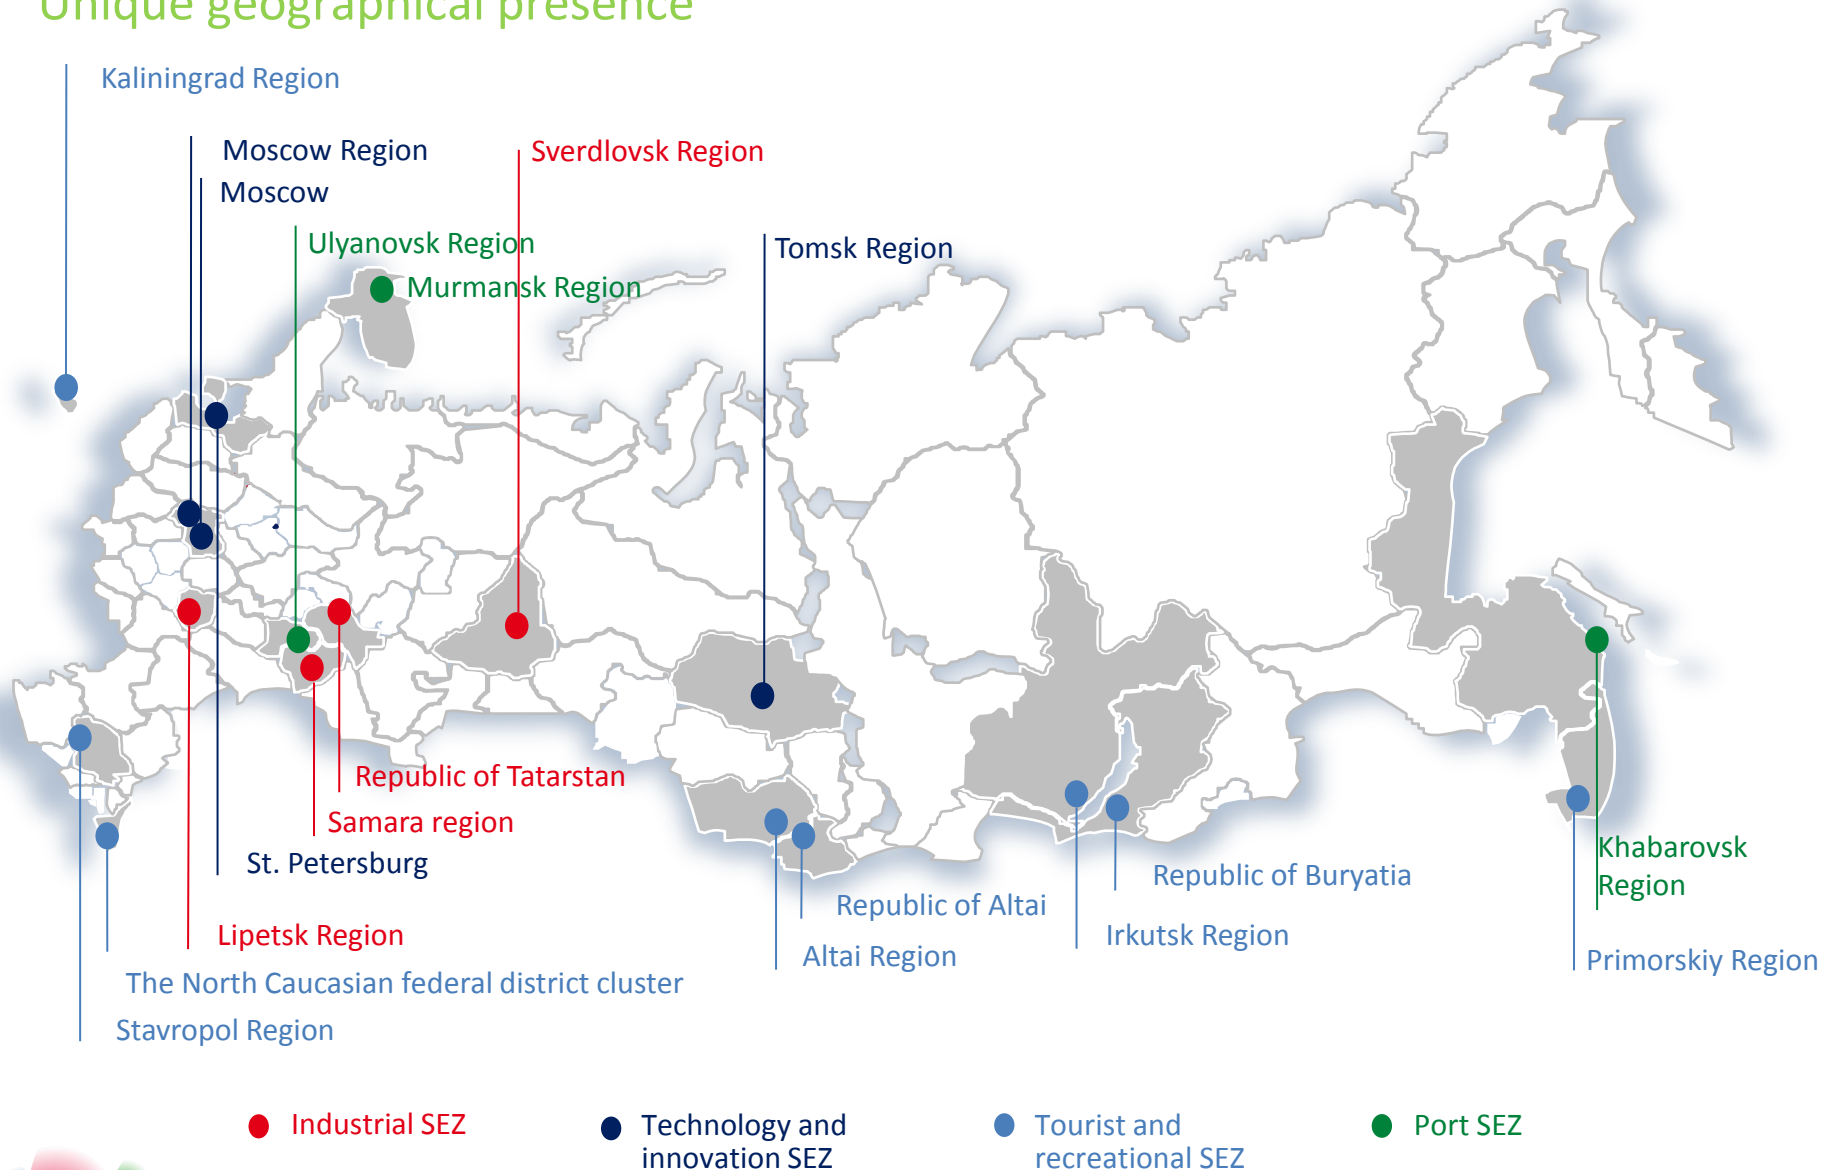 Unique geographical presence
Kaliningrad Region
Moscow Region
Sverdlovsk Region
Moscow
Ulyanovsk Region
Tomsk Region
Murmansk Region
Republic of Tatarstan
Samara region
St. Petersburg
Khabarovsk
Region
Republic of Buryatia
Republic of Altai
Lipetsk Region
Irkutsk Region
Altai Region
Primorskiy Region
The North Caucasian federal district cluster
Stavropol Region
Industrial SEZ
Technology and
innovation SEZ
Tourist and
recreational SEZ
Port SEZ